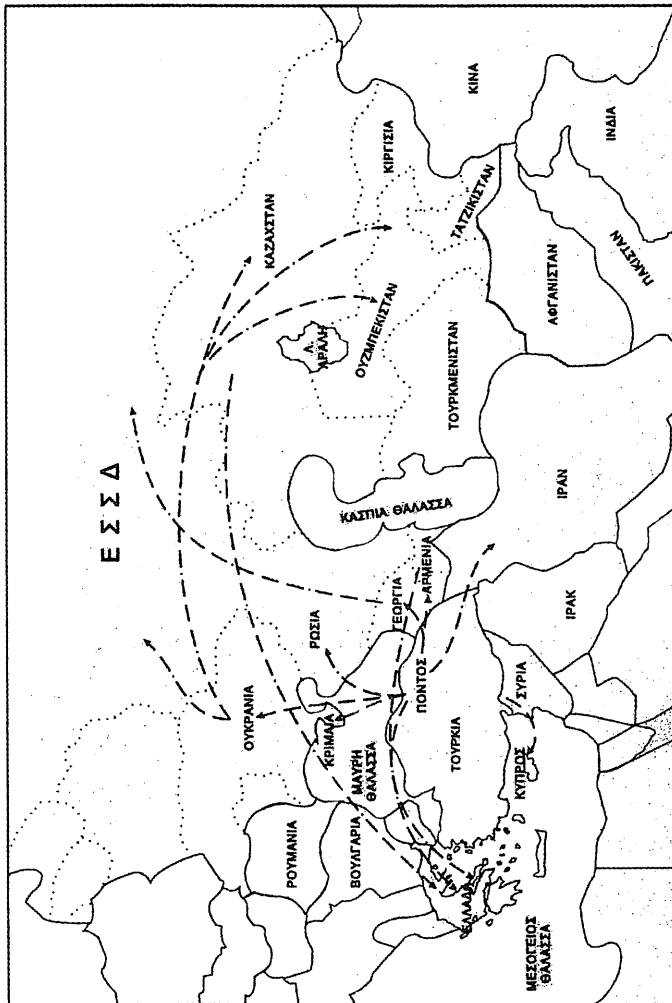 Ε Σ Σ Δ
ΚΑΖΑΧΣΤΑΝ
ΚΙΡΓΙΣΙΑ
ΚΙΝΑ
ΟΥΚΡΑΝΙΑ
ΡΩΣΙΑ
Λ.
ΑΡΑΛΗ
ΟΥΖΜΠΕΚΙΣΤΑΝ
ΤΑΤΖΙΚΙΣΤΑΝ
ΡΟΥΜΑΝΙΑ
ΚΡΙΜΑΙΑ
ΚΑΣΠΙΑ ΘΑΛΑΣΣΑ
ΤΟΥΡΚΜΕΝΙΣΤΑΝ
ΒΟΥΛΓΑΡΙΑ
ΜΑΥΡΗ
ΘΑΛΑΣΣΑ
ΓΕΩΡΓΙΑ
ΑΡΜΕΝΙΑ
ΠΟΝΤΟΣ
ΑΦΓΑΝΙΣΤΑΝ
ΙΝΔΙΑ
ΕΛΛΑΔΑ
ΤΟΥΡΚΙΑ
ΙΡΑΝ
ΠΑΚΙΣΤΑΝ
ΚΥΠΡΟΣ
ΣΥΡΙΑ
ΙΡΑΚ
ΜΕΣΟΓΕΙΟΣ
ΘΑΛΑΣΣΑ